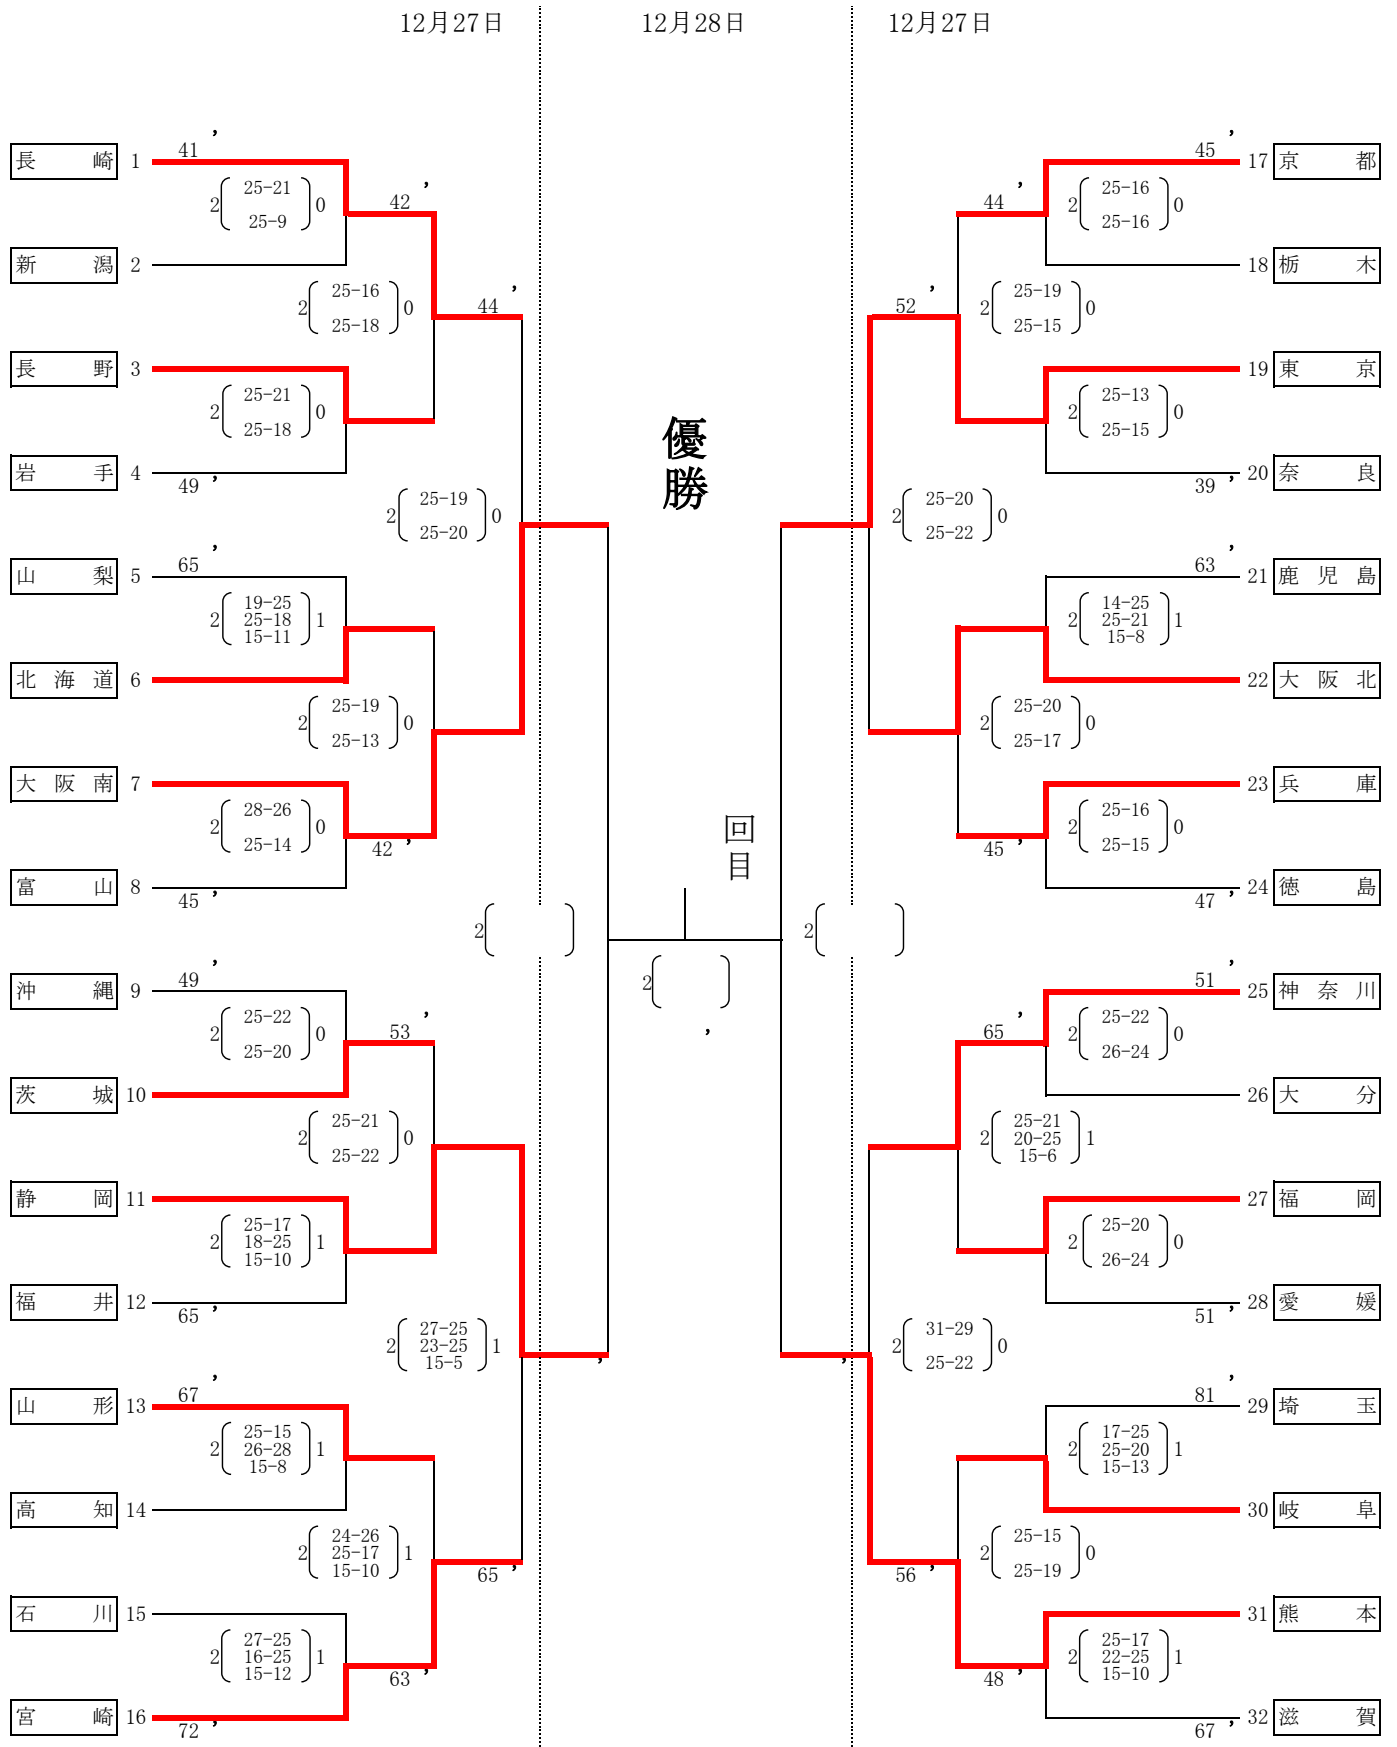 12月27日
12月28日
12月27日
長崎 1 41 ’
2 25-21 0
25-9
42 ’
新潟 2
2 25-16 0
25-18
44 ’
長野 3
2 25-21 0
25-18
岩手 4
49 ’
2 25-19 0
25-20
山梨 5 65 ’
2 19-25 1
25-18
15-11
北海道 6
2 25-19 0
25-13
大阪南 7
2 28-26 0
25-14
42 ’
富山 8
45 ’
2
沖縄 9 49 ’
2 25-22 0
25-20
53 ’
茨城 10
2 25-21 0
25-22
静岡 11
2 25-17 1
18-25
15-10
福井 12
65 ’
2 27-25 1
23-25
15-5
’
山形 13 67 ’
2 25-15 1
26-28
15-8
高知 14
2 24-26 1
25-17
15-10
65 ’
石川 15
2 27-25 1
16-25
15-12
63 ’
宮崎 16
72 ’
優勝
回目
2
’
45 ’ 17 京都
44 ’
2 25-16 0
25-16
18 栃木
52 ’
2 25-19 0
25-15
19 東京
2 25-13 0
25-15
20 奈良
39 ’
2 25-20 0
25-22
63 ’ 21 鹿児島
2 14-25 1
25-21
15-8
22 大阪北
2 25-20 0
25-17
23 兵庫
2 25-16 0
25-15
45 ’
24 徳島
47 ’
2
51 ’ 25 神奈川
65 ’
2 25-22 0
26-24
26 大分
2 25-21 1
20-25
15-6
27 福岡
2 25-20 0
26-24
28 愛媛
51 ’
2 31-29 0
25-22
’
81 ’ 29 埼玉
2 17-25 1
25-20
15-13
30 岐阜
2 25-15 0
25-19
56 ’
31 熊本
2 25-17 1
22-25
15-10
48 ’
32 滋賀
67 ’